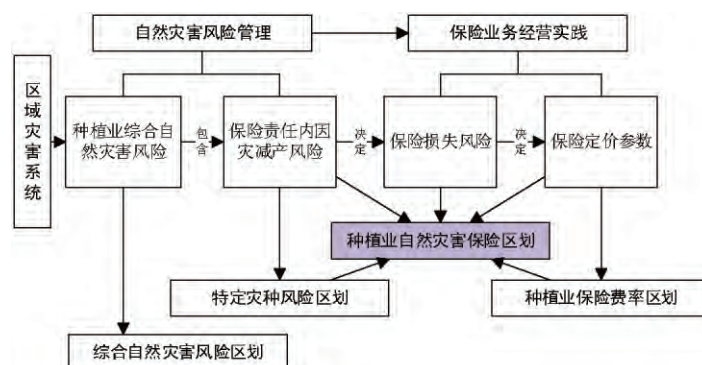 自然灾害风险管理
保险业务经营实践
区域灾害系统
种植业综合自
然灾害风险
包含
保险责任内因
灾减产风险
决定
保险损失风险
决定
保险定价参数
种植业自然灾害保险区划
特定灾种风险区划
种植业保险费率区划
综合自然灾害风险区划